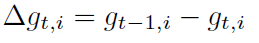 Δg_{t,i} = g_{t−1,i} − g_{t,i}